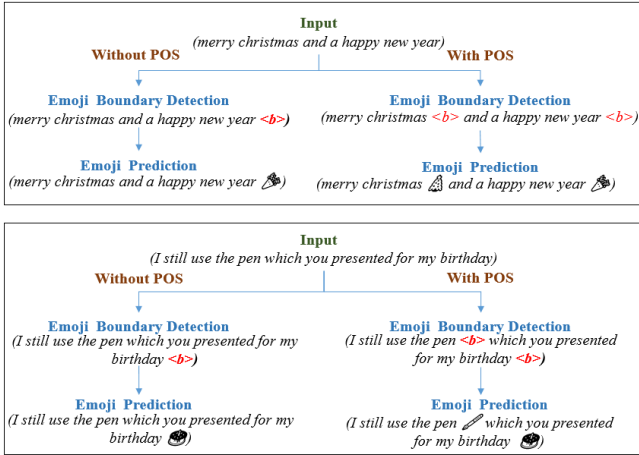 Input
(merry christmas and a happy new year)
Without POS
With POS
Emoji Boundary Detection
(merry christmas and a happy new year <b>)
Emoji Prediction
(merry christmas and a happy new year )
Emoji Boundary Detection
(merry christmas <b> and a happy new year <b>)
Emoji Prediction
(merry christmas and a happy new year )
Input
(I still use the pen which you presented for my birthday)
Without POS
With POS
Emoji Boundary Detection
(I still use the pen which you presented for my
birthday <b>)
Emoji Prediction
(I still use the pen which you presented for my
birthday )
Emoji Boundary Detection
(I still use the pen <b> which you presented
for my birthday <b>)
Emoji Prediction
(I still use the pen which you presented
for my birthday )